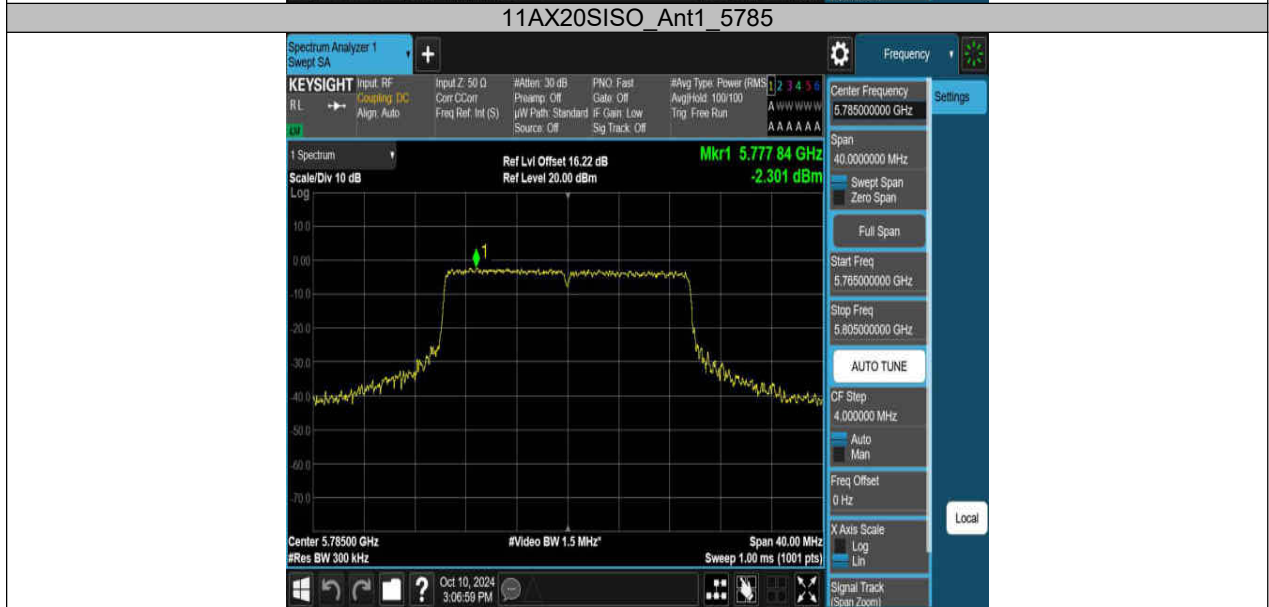 11AX20SISO_Ant1_5785
Spectrum Analyzer 1
Swept SA
+
Frequency
KEYSIGHT
RL
LXI
Input: RF
Coupling: DC
Align: Auto
Input Z: 50 Ω
Corr CCorr
Freq Ref: Int (S)
#Atten: 30 dB
Preamp: Off
µW Path: Standard
Source: Off
PNO: Fast
Gate: Off
IF Gain: Low
Sig Track: Off
#Avg Type: Power (RMS
Avg|Hold: 100/100
Trig: Free Run
1 2 3 4 5 6
A W W W W W
A A A A A A
1 Spectrum
Scale/Div 10 dB
Log
Ref Lvl Offset 16.22 dB
Ref Level 20.00 dBm
Mkr1 5.777 84 GHz
-2.301 dBm
1
10.0
0.00
-10.0
-20.0
-30.0
-40.0
-50.0
-60.0
-70.0
Center 5.78500 GHz
#Res BW 300 kHz
#Video BW 1.5 MHz*
Span 40.00 MHz
Sweep 1.00 ms (1001 pts)
?
Oct 10, 2024
3:06:59 PM
Center Frequency
5.785000000 GHz
Settings
Span
40.0000000 MHz
Swept Span
Zero Span
Full Span
Start Freq
5.765000000 GHz
Stop Freq
5.805000000 GHz
AUTO TUNE
CF Step
4.000000 MHz
Auto
Man
Freq Offset
0 Hz
X Axis Scale
Log
Lin
Local
Signal Track
(Span Zoom)